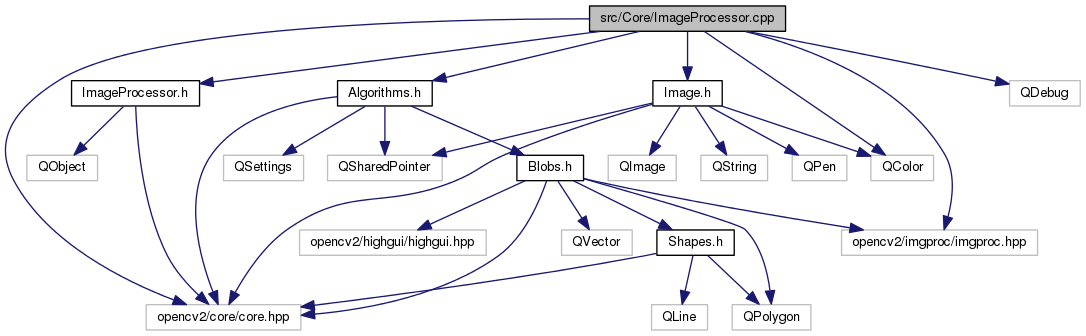 src/Core/ImageProcessor.cpp
ImageProcessor.h
Algorithms.h
Image.h
QDebug
QObject
QSettings
QSharedPointer
Blobs.h
QImage
QString
QPen
QColor
opencv2/highgui/highgui.hpp
QVector
Shapes.h
opencv2/imgproc/imgproc.hpp
opencv2/core/core.hpp
QLine
QPolygon